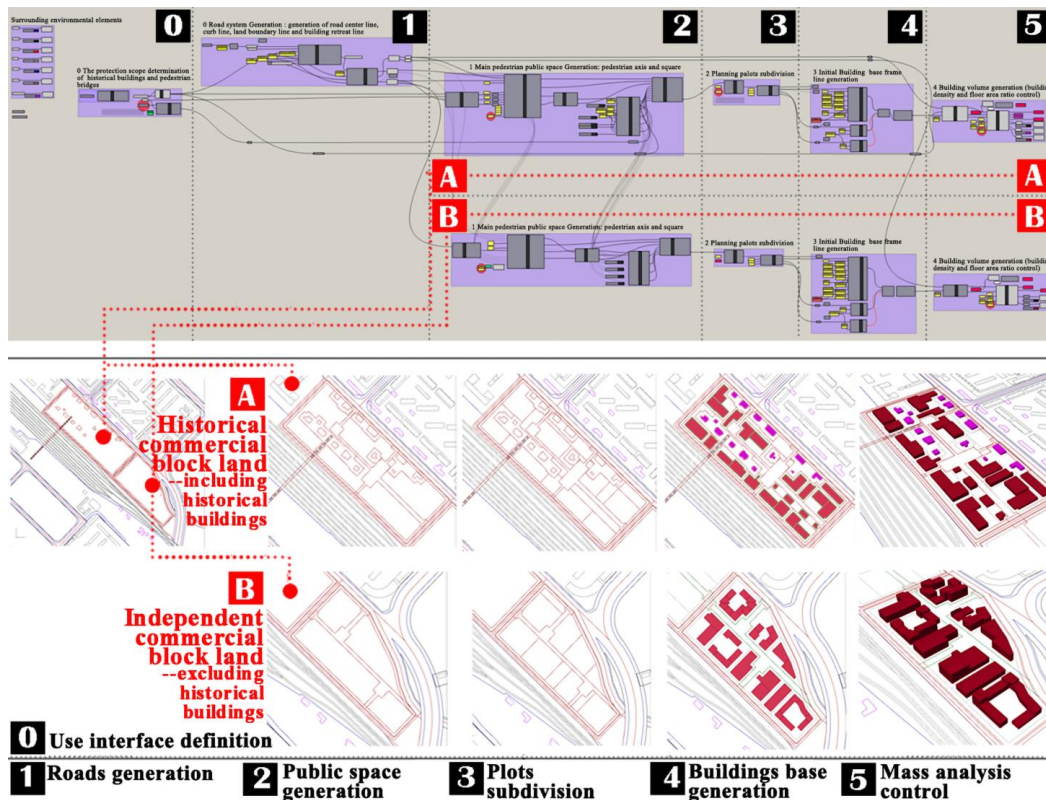 Surrounding environmental elements
0
0 Road system Generation : generation of road center line,
curb line, land boundary line and building retreat line
1
2
3
4
5
0 The protection scope determination
of historical buildings and pedestrian
bridges
1 Main pedestrian public space Generation: pedestrian axis and square
2 Planning palots subdivision
3 Initial Building base frame
line generation
4 Building volume generation (buildin
density and floor area ratio control)
A
A
B
B
1 Main pedestrian public space Generation: pedestrian axis and square
2 Planning palots subdivision
3 Initial Building base frame
line generation
4 Building volume generation (buildin
density and floor area ratio control)
A
Historical
commercial
block land
--including
historical
buildings
B
Independent
commercial
block land
--excluding
historical
buildings
0 Use interface definition
1 Roads generation
2 Public space
generation
3 Plots
subdivision
4 Buildings base
generation
5 Mass analysis
control